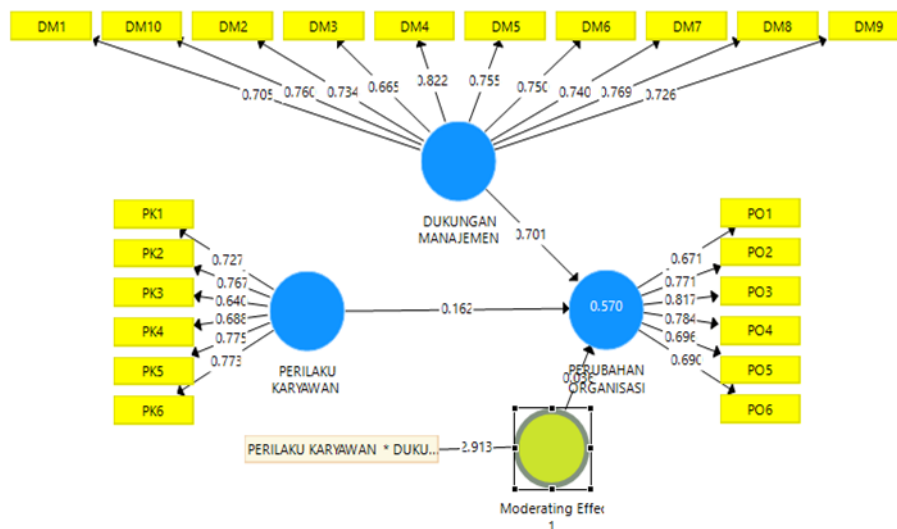 DM1 DM10 DM2 DM3 DM4 DM5 DM6 DM7 DM8 DM9
0.705 0.760 0.734 0.665 0.822 0.755 0.750 0.740 0.769 0.726
DUKUNGAN
MANAJEMEN
0.701
PK1
PK2
PK3
PK4
PK5
PK6
0.727
0.767
0.640
0.688
0.775
0.773
PERILAKU
KARYAWAN
0.162
0.570
PERUBAHAN
ORGANISASI
PO1
PO2
PO3
PO4
PO5
PO6
0.671
0.771
0.817
0.784
0.696
0.690
PERILAKU KARYAWAN * DUKU...
2.913
Moderating Effec
1